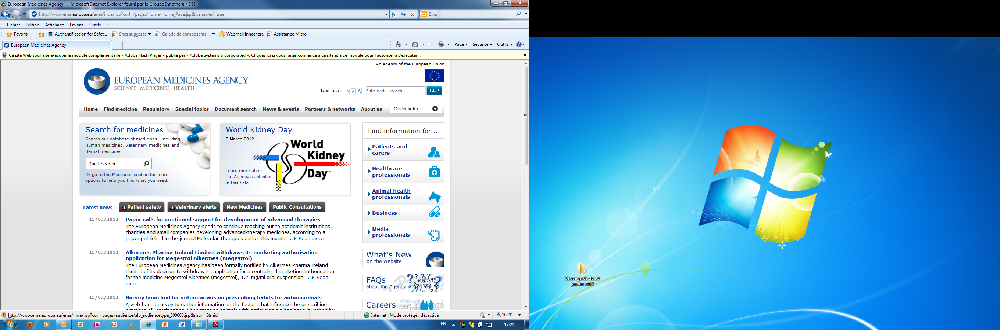 European Medicines Agency - - Microsoft Internet Explorer fourni par le Groupe Innothera / DSI
http://www.ema.europa.eu/ema/index.jsp?curl=/pages/home/Home_Page.jsp&jsenabled=true
Bing
Fichier Edition Affichage Favoris Outils ?
Favoris Authentification for Safet... Sites suggérés Galerie de composants ... Webmail Innothera Assistance Micro
European Medicines Agency -
Page Sécurité Outils
Ce site Web souhaite exécuter le module complémentaire « Adobe Flash Player » publié par « Adobe Systems Incorporated ». Cliquez ici si vous faites confiance à ce site et à ce module pour l'autoriser à s'exécuter...
An Agency of the European Union
EUROPEAN MEDICINES AGENCY
SCIENCE MEDICINES HEALTH
Text size: A A A
Site-wide search
GO
Home Find medicine Regulatory Special topics Document search News & events Partners & networks About us Quick links
Search for medicines
Search our database of medicines - including
Human medicines, Veterinary medicines and
Herbal medicines.
Quick search
Or go to the Medicines section for more
options to help you find what you need.
World Kidney Day
8 March 2012
World
Kidney
Day™
Learn more about
the Agency's activities
in this field...
Find information for...
Patients and
carers
Healthcare
professionals
Animal health
professionals
Business
Media
professionals
What's New
on the website
FAQs
about the Agency
Careers
recruitment
career job work
Latest news Patient safety Veterinary alerts New Medicines Public Consultations
13/03/2012 Paper calls for continued support for development of advanced therapies
The European Medicines Agency needs to continue reaching out to academic institutions,
charities and small companies developing advanced-therapy medicines, according to a
paper published in the journal Molecular Therapies earlier this month. ... Read more
13/03/2012 Alkermes Pharma Ireland Limited withdraws its marketing authorisation
application for Megestrol Alkermes (megestrol)
The European Medicines Agency has been formally notified by Alkermes Pharma Ireland
Limited of its decision to withdraw its application for a centralised marketing authorisation
for the medicine Megestrol Alkermes (megestrol), 125 mg/ml oral suspension. ... Read
more
13/03/2012 Survey launched for veterinarians on prescribing habits for antimicrobials
A web-based survey to gather information on the factors that influence the prescribing
http://www.ema.europa.eu/ema/index.jsp?curl=pages/audience/alp_audiencetype_000003.jsp&murl=&mid=
Internet | Mode protégé : désactivé
100%
FR
17:21
Sauvegards du 30
janvier 2012